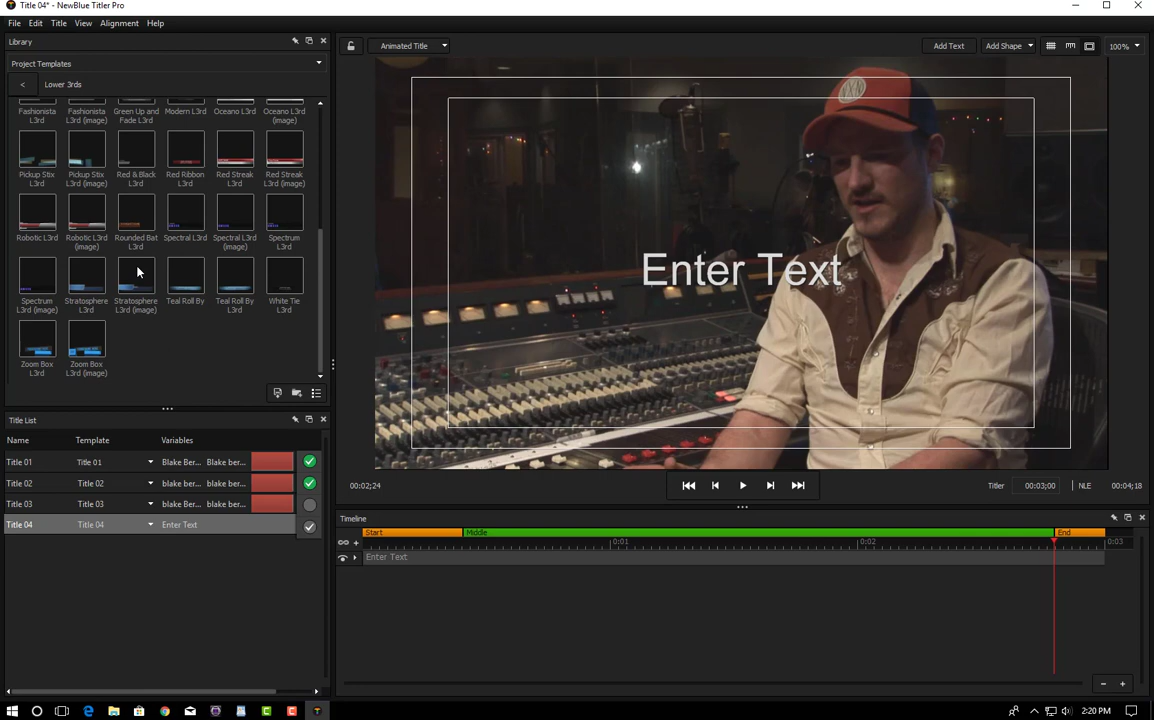 Title 04* - NewBlue Titler Pro
File Edit Title View Alignment Help
Library
Project Templates
< Lower 3rds
Fashionista L3rd
Fashionista L3rd (image)
Green Up and Fade L3rd
Modern L3rd
Oceano L3rd
Oceano L3rd (image)
Pickup Stix L3rd
Pickup Stix L3rd (image)
Red & Black L3rd
Red Ribbon L3rd
Red Streak L3rd
Red Streak L3rd (image)
Robotic L3rd
Robotic L3rd (image)
Rounded Bat L3rd
Spectral L3rd
Spectral L3rd (image)
Spectrum L3rd
Spectrum L3rd (image)
Stratosphere L3rd
Stratosphere L3rd (image)
Teal Roll By
Teal Roll By L3rd
White Tie L3rd
Zoom Box L3rd
Zoom Box L3rd (image)
Animated Title
Add Text Add Shape 100%
Enter Text
00:02;24
Titler 00:03;00 NLE 00:04;18
Title List
Name Template Variables
Title 01 Title 01 Blake Ber... Blake ber...
Title 02 Title 02 blake Ber... blake ber...
Title 03 Title 03 blake Ber... blake ber...
Title 04 Title 04 Enter Text
Timeline
Start Middle End
0:01 0:02 0:03
Enter Text
2:20 PM